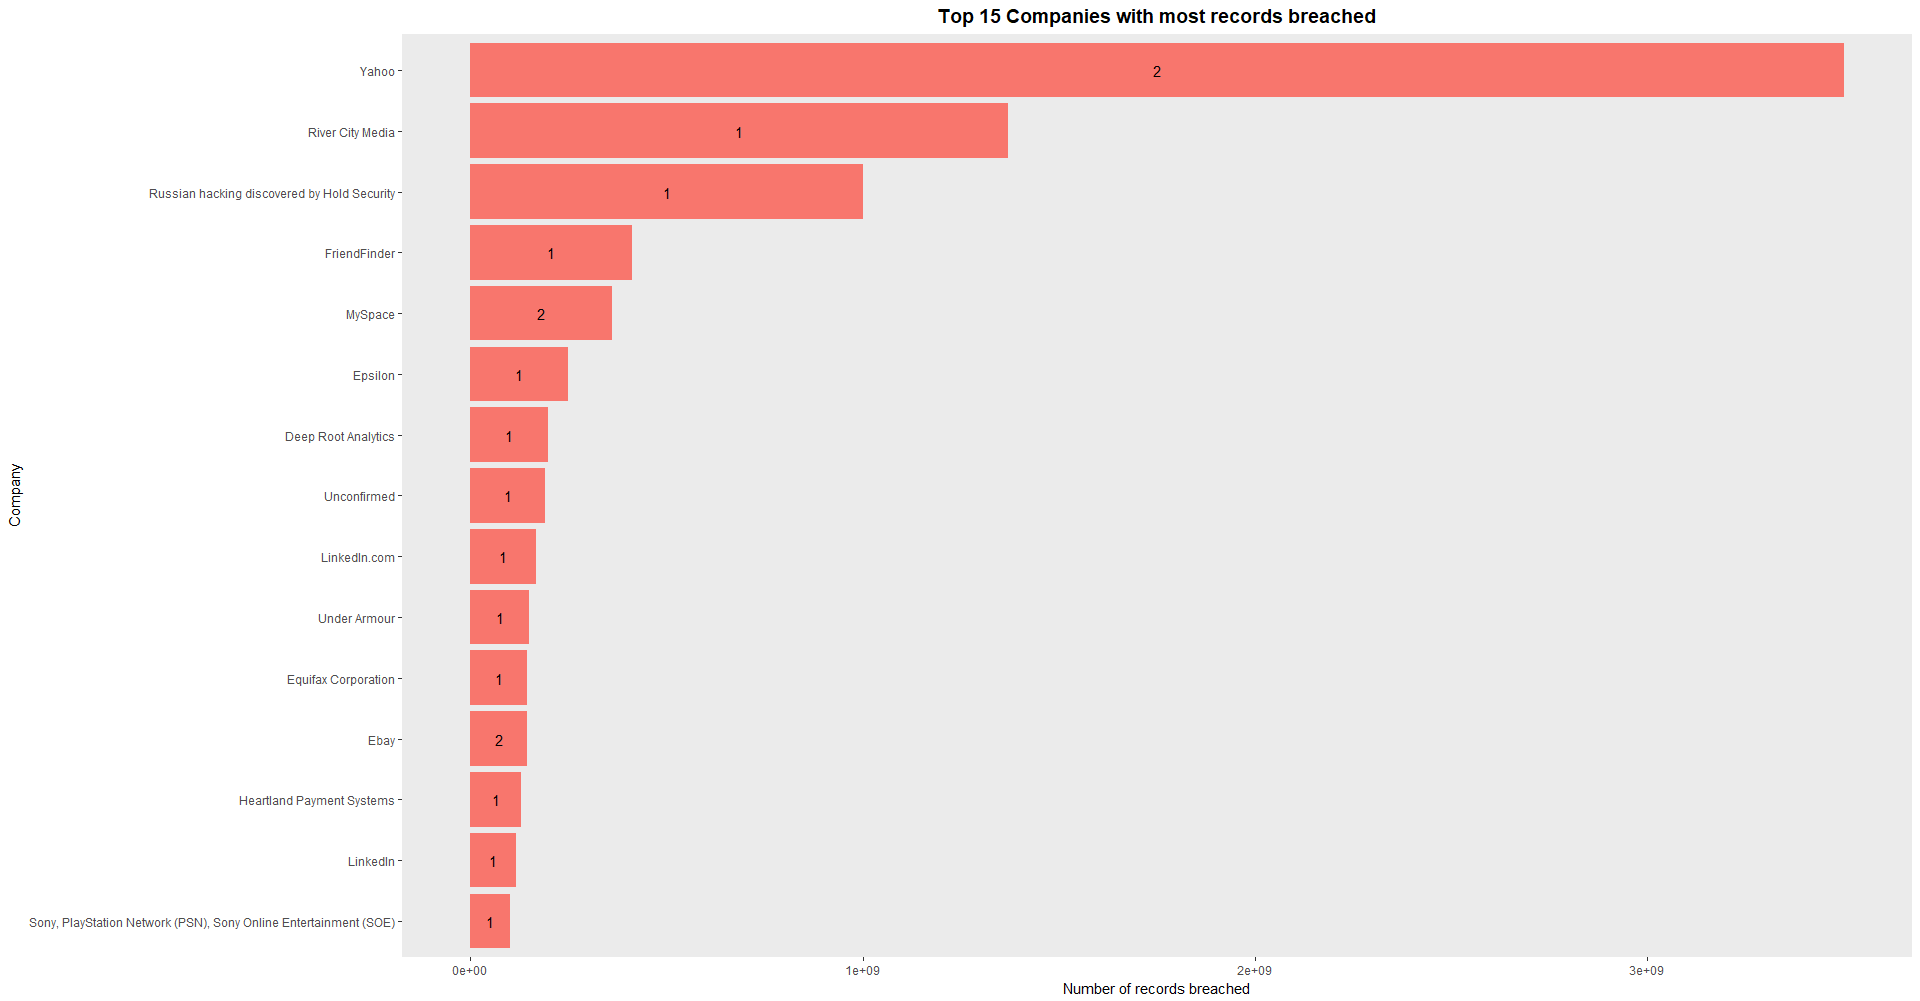 Top 15 Companies with most records breached
Yahoo
2
River City Media
1
Russian hacking discovered by Hold Security
1
FriendFinder
1
MySpace
2
Epsilon
1
Deep Root Analytics
1
Unconfirmed
1
LinkedIn.com
1
Under Armour
1
Equifax Corporation
1
Ebay
2
Heartland Payment Systems
1
LinkedIn
1
Sony, PlayStation Network (PSN), Sony Online Entertainment (SOE)
1
Company
0e+00
1e+09
2e+09
3e+09
Number of records breached